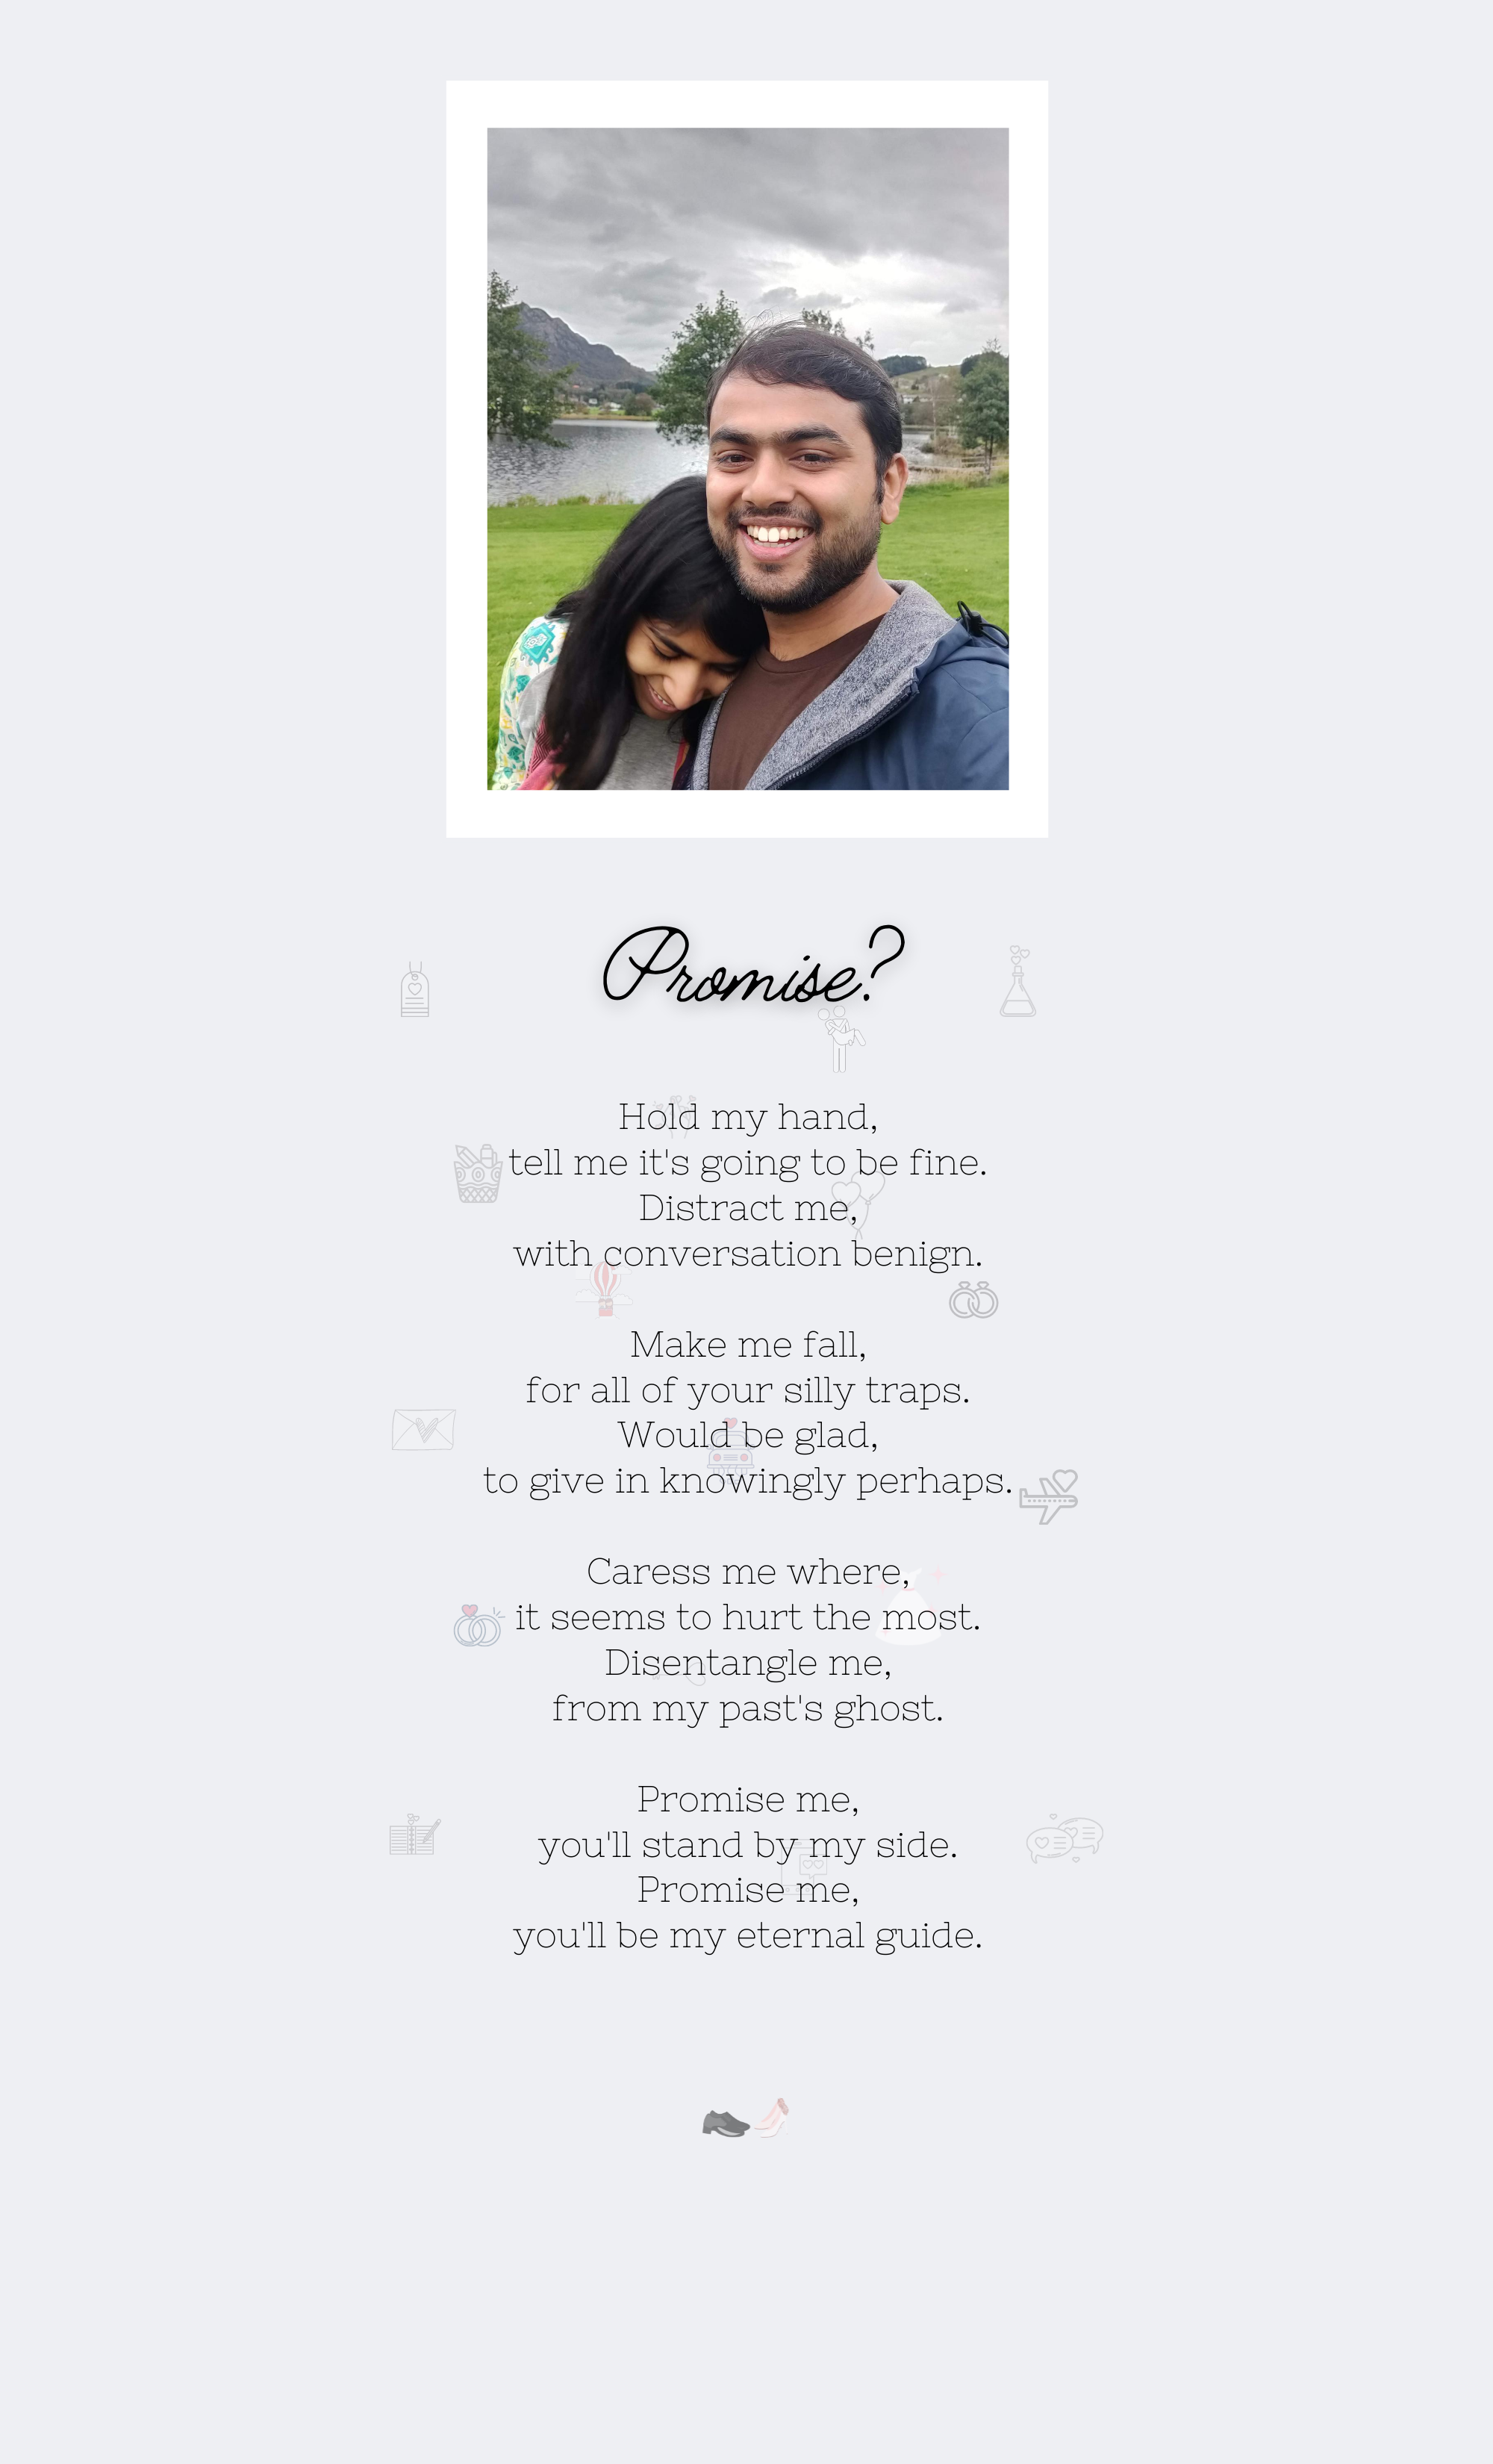 Promise?
Hold my hand,
tell me it's going to be fine.
Distract me,
with conversation benign.
Make me fall,
for all of your silly traps.
Would be glad,
to give in knowingly perhaps.
Caress me where,
it seems to hurt the most.
Disentangle me,
from my past's ghost.
Promise me,
you'll stand by my side.
Promise me,
you'll be my eternal guide.